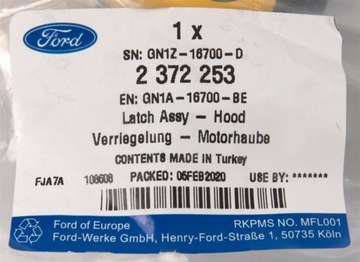 Ford
1 x
SN: GN1Z-16700-D
2 372 253
EN: GN1A-16700-BE
Latch Assy - Hood
Verriegelung - Motorhaube
CONTENTS MADE IN Turkey
FJA7A 108608 PACKED: 05FEB2020 USE BY:*******
Ford of Europe RKPMS NO. MFL001
Ford-Werke GmbH, Henry-Ford-Straße 1, 50735 Köln